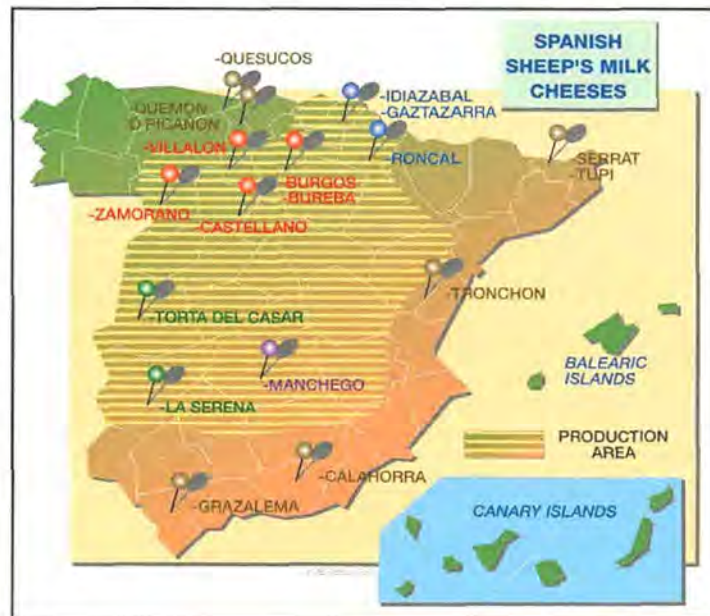 SPANISH
SHEEP'S MILK
CHEESES
-QUESUCOS
-QUEMON
O PICAÑON
-IDIAZABAL
-GAZTAZARRA
-VILLALON
-RONCAL
-SERRAT
-TUPI
BURGOS
-BUREBA
-ZAMORANO
-CASTELLANO
-TRONCHON
-TORTA DEL CASAR
BALEARIC
ISLANDS
-MANCHEGO
-LA SERENA
PRODUCTION
AREA
-CALAHORRA
-GRAZALEMA
CANARY ISLANDS